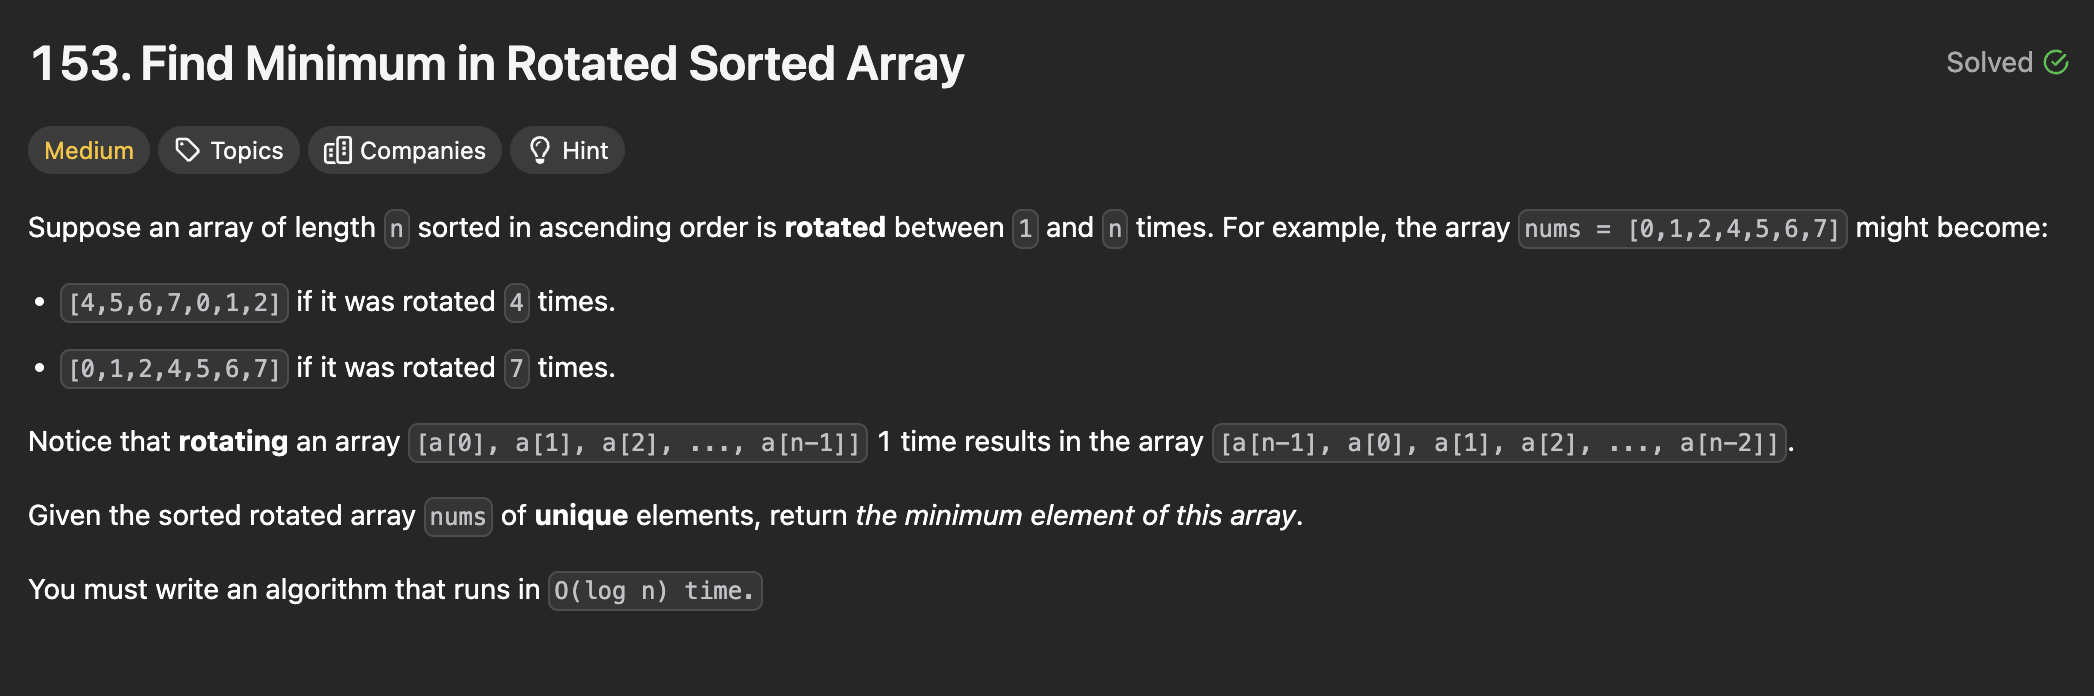 153. Find Minimum in Rotated Sorted Array
Solved
Medium Topics Companies Hint
Suppose an array of length n sorted in ascending order is rotated between 1 and n times. For example, the array nums = [0,1,2,4,5,6,7] might become:
• [4,5,6,7,0,1,2] if it was rotated 4 times.
• [0,1,2,4,5,6,7] if it was rotated 7 times.
Notice that rotating an array [a[0], a[1], a[2], ..., a[n-1]] 1 time results in the array [a[n-1], a[0], a[1], a[2], ..., a[n-2]].
Given the sorted rotated array nums of unique elements, return the minimum element of this array.
You must write an algorithm that runs in O(log n) time.